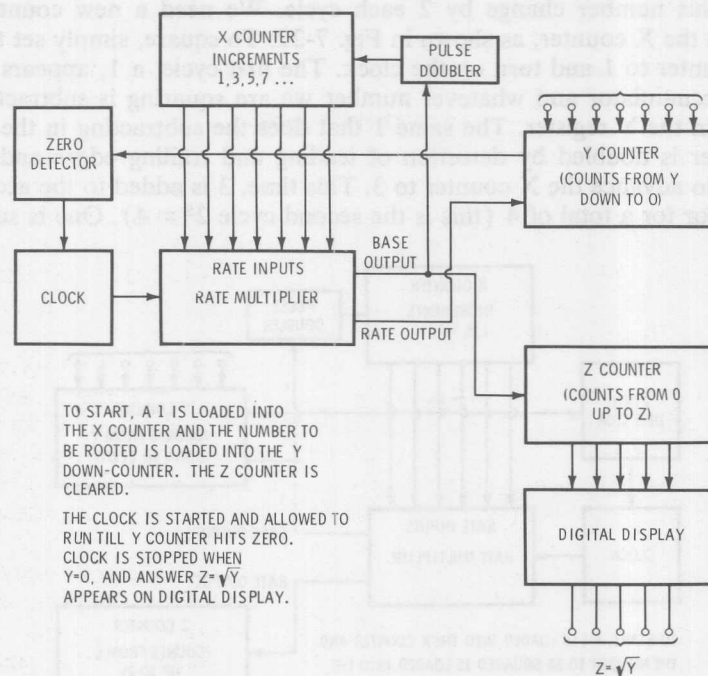 X COUNTER
INCREMENTS
1,3,5,7 ...
PULSE
DOUBLER
ZERO
DETECTOR
Y COUNTER
(COUNTS FROM Y
DOWN TO 0)
CLOCK
RATE INPUTS
RATE MULTIPLIER
BASE
OUTPUT
RATE OUTPUT
Z COUNTER
(COUNTS FROM 0
UP TO Z)
TO START, A 1 IS LOADED INTO
THE X COUNTER AND THE NUMBER TO
BE ROOTED IS LOADED INTO THE Y
DOWN-COUNTER. THE Z COUNTER IS
CLEARED.
THE CLOCK IS STARTED AND ALLOWED TO
RUN TILL Y COUNTER HITS ZERO.
CLOCK IS STOPPED WHEN
Y=0, AND ANSWER Z=√Y
APPEARS ON DIGITAL DISPLAY.
DIGITAL DISPLAY
Z=√Y